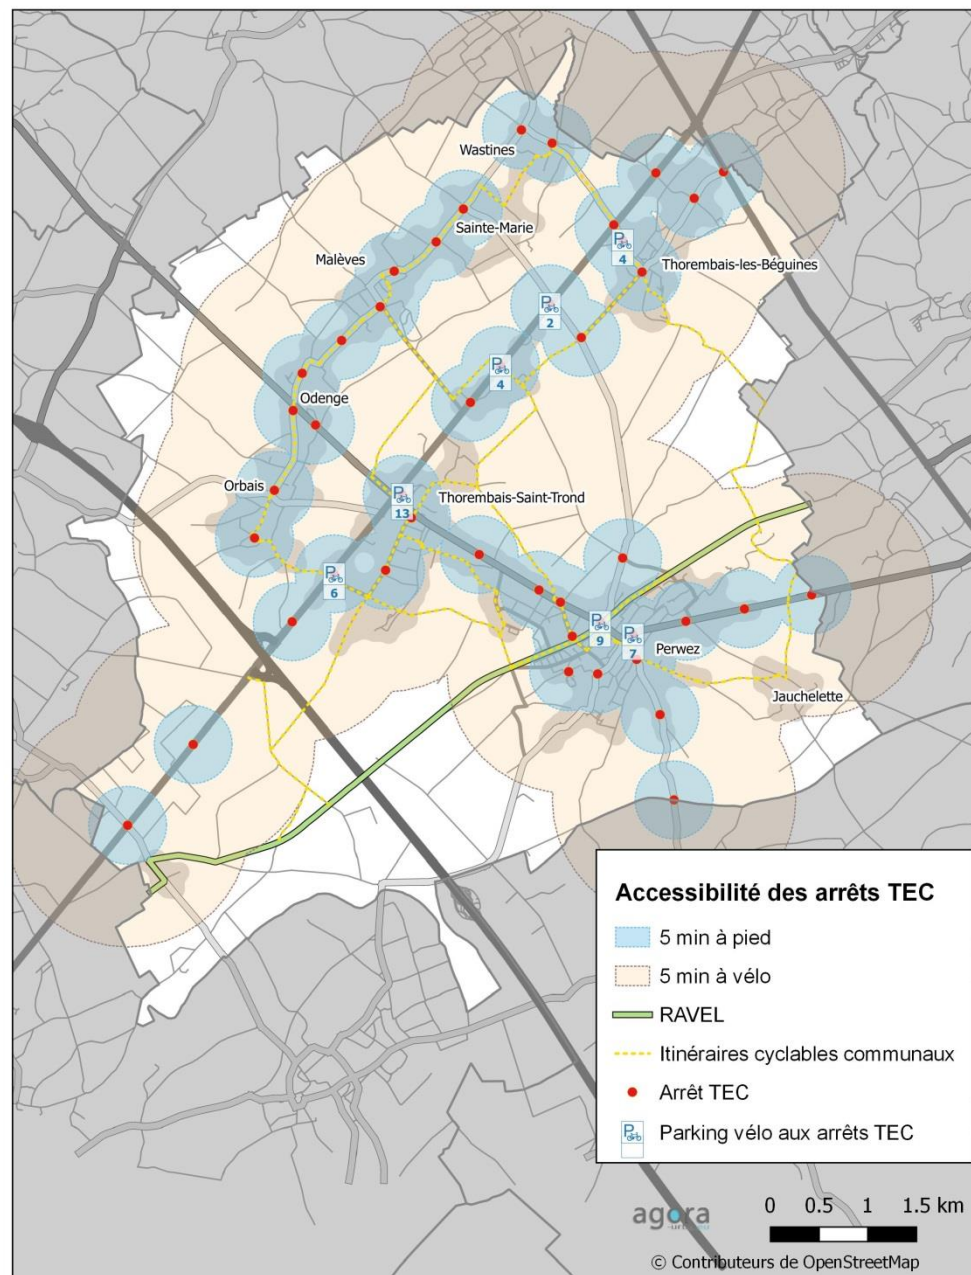 Wastines
Sainte-Marie
Malèves
P
4
Thorembais-les-Béguines
P
2
P
4
Odenge
Orbais
P
13
Thorembais-Saint-Trond
P
6
P
9
P
7
Perwez
Jauchelette
Accessibilité des arrêts TEC
5 min à pied
5 min à vélo
RAVEL
Itinéraires cyclables communaux
Arrêt TEC
P
Parking vélo aux arrêts TEC
agora
0 0.5 1 1.5 km
© Contributeurs de OpenStreetMap